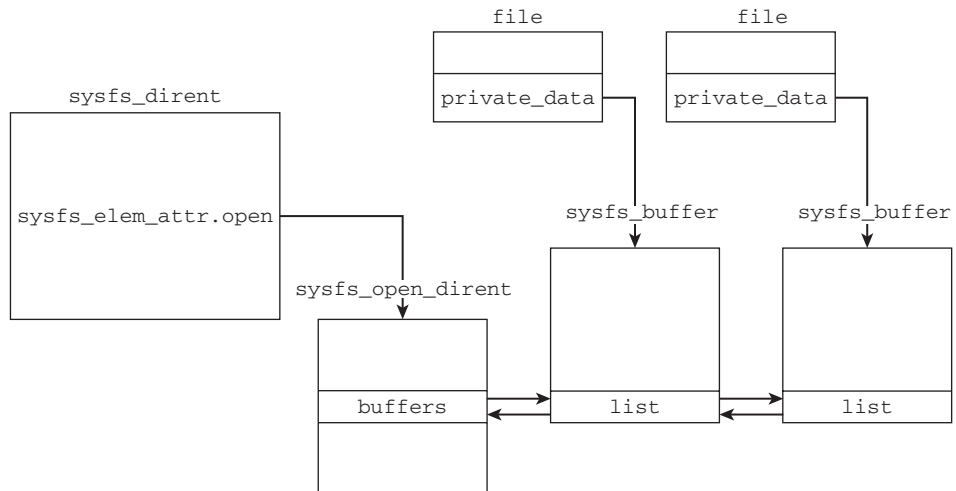 file
file
private_data
private_data
sysfs_dirent
sysfs_elem_attr.open
sysfs_buffer
sysfs_buffer
sysfs_open_dirent
buffers
list
list